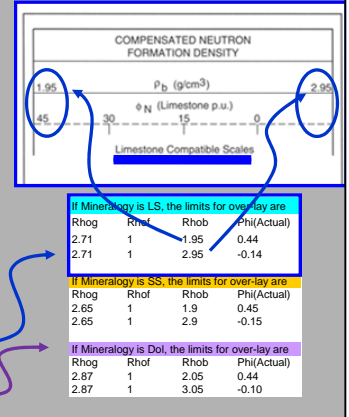 COMPENSATED NEUTRON
FORMATION DENSITY
1.95 ρb (g/cm3) 2.95
ΦN (Limestone p.u.)
45 30 15 0
Limestone Compatible Scales
If Mineralogy is LS, the limits for over-lay are
Rhog Rhof Rhob Phi(Actual)
2.71 1 1.95 0.44
2.71 1 2.95 -0.14
If Mineralogy is SS, the limits for over-lay are
Rhog Rhof Rhob Phi(Actual)
2.65 1 1.9 0.45
2.65 1 2.9 -0.15
If Mineralogy is Dol, the limits for over-lay are
Rhog Rhof Rhob Phi(Actual)
2.87 1 2.05 0.44
2.87 1 3.05 -0.10